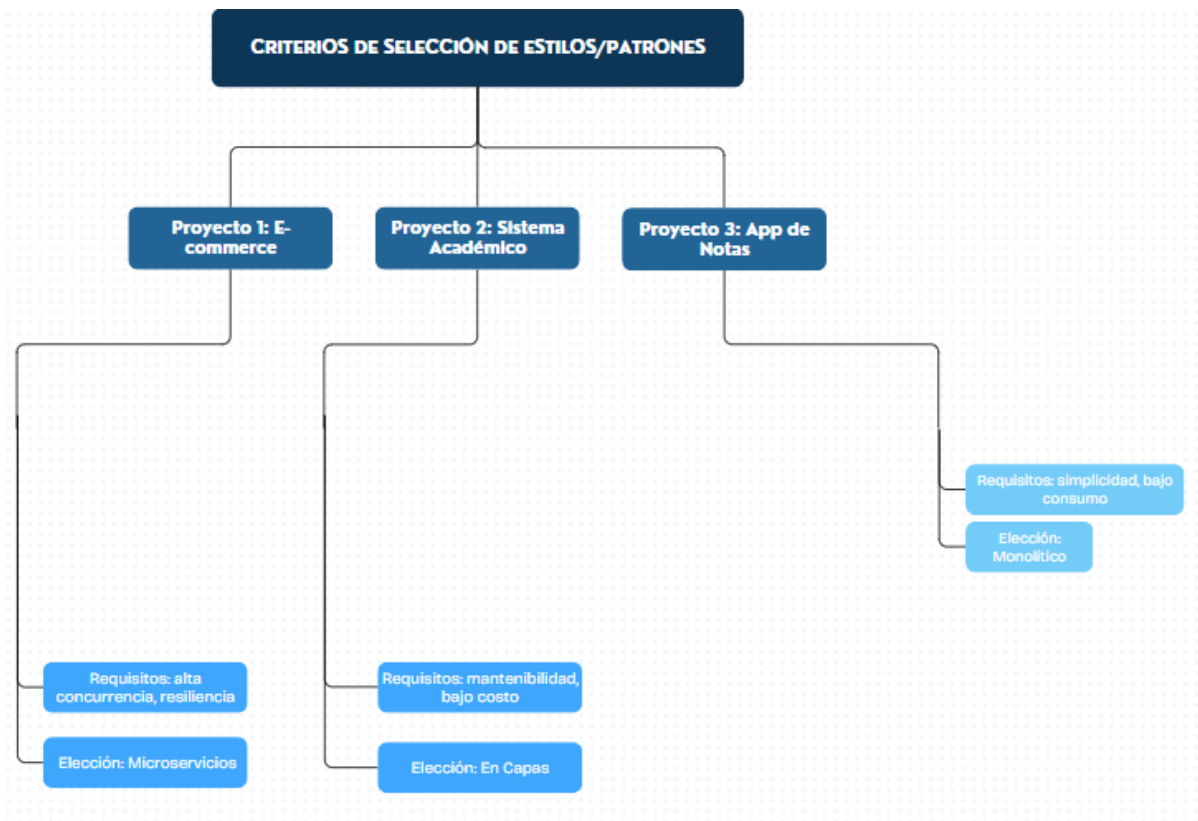 CRITERIOS DE SELECCIÓN DE ESTILOS/PATRONES
Proyecto 1: E-
commerce
Proyecto 2: Sistema
Académico
Proyecto 3: App de
Notas
Requisitos: simplicidad, bajo
consumo
Elección:
Monolítico
Requisitos: alta
concurrencia, resiliencia
Requisitos: mantenibilidad,
bajo costo
Elección: Microservicios
Elección: En Capas